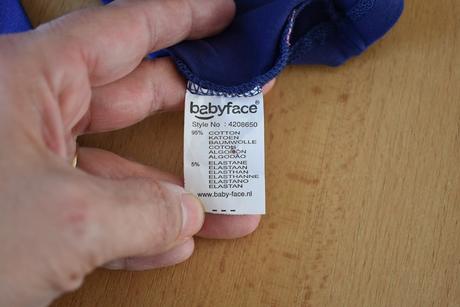 babyface®
Style No : 4208650
95% COTTON
KATOEN
BAUMWOLLE
COTON
ALGODÓN
ALGODÃO
5% ELASTANE
ELASTAAN
ELASTHAN
ELASTHANNE
ELASTANO
ELASTAN
www.baby-face.nl